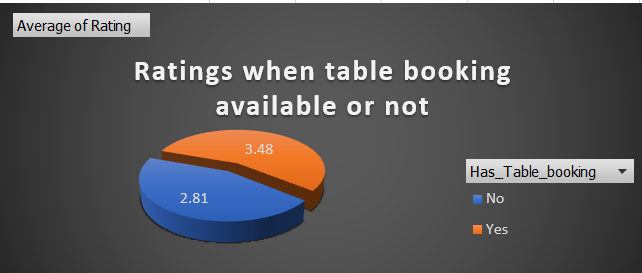 Average of Rating
Ratings when table booking
available or not
3.48
2.81
Has_Table_booking
No
Yes